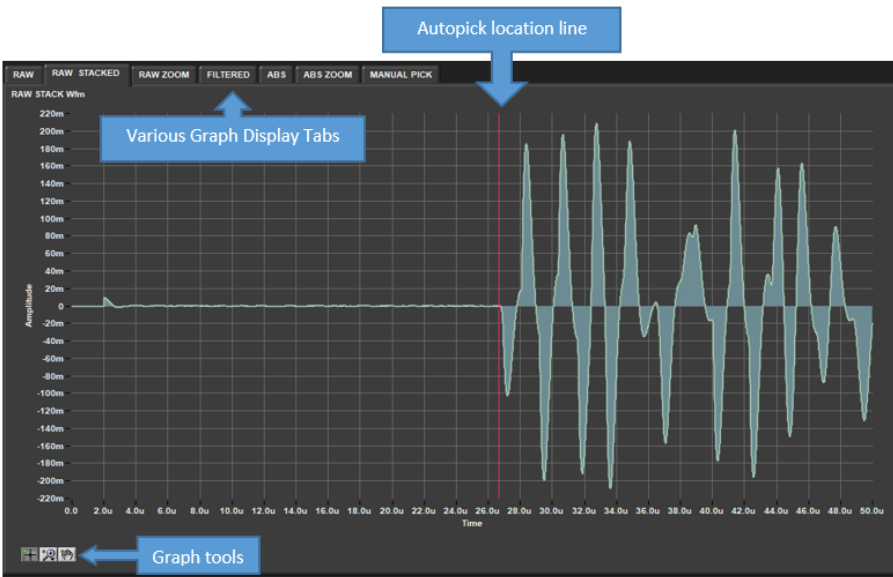 Autopick location line
RAW RAW STACKED RAW ZOOM FILTERED ABS ABS ZOOM MANUAL PICK
RAW STACK Wfm
Various Graph Display Tabs
220m
200m
180m
160m
140m
120m
100m
80m
60m
40m
20m
0
-20m
-40m
-60m
-80m
-100m
-120m
-140m
-160m
-180m
-200m
-220m
Amplitude
0.0 2.0u 4.0u 6.0u 8.0u 10.0u 12.0u 14.0u 16.0u 18.0u 20.0u 22.0u 24.0u 26.0u 28.0u 30.0u 32.0u 34.0u 36.0u 38.0u 40.0u 42.0u 44.0u 46.0u 48.0u 50.0u
Time
Graph tools